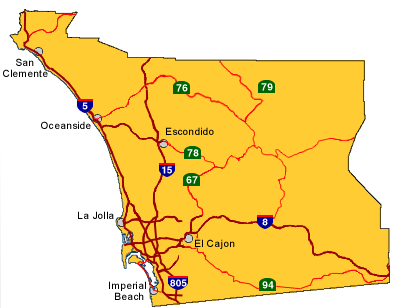 San
Clemente
76
79
5
Oceanside
Escondido
78
15
67
La Jolla
8
El Cajon
Imperial
Beach
805
94